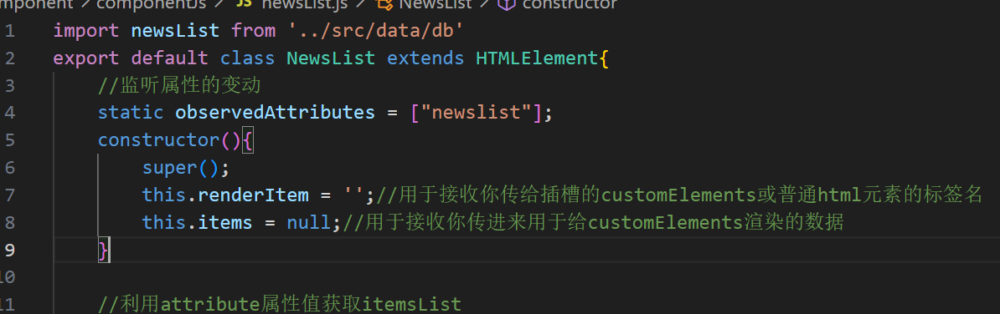 mponent / componentJs / JS newsList.js / NewsList / constructor
1 import newsList from '../src/data/db'
2 export default class NewsList extends HTMLElement{
3 //监听属性的变动
4 static observedAttributes = ["newslist"];
5 constructor(){
6 super();
7 this.renderItem = '';//用于接收你传给插槽的customElements或普通html元素的标签名
8 this.items = null;//用于接收你传进来用于给customElements渲染的数据
9 }
10
11 //利用attribute属性值获取itemsList